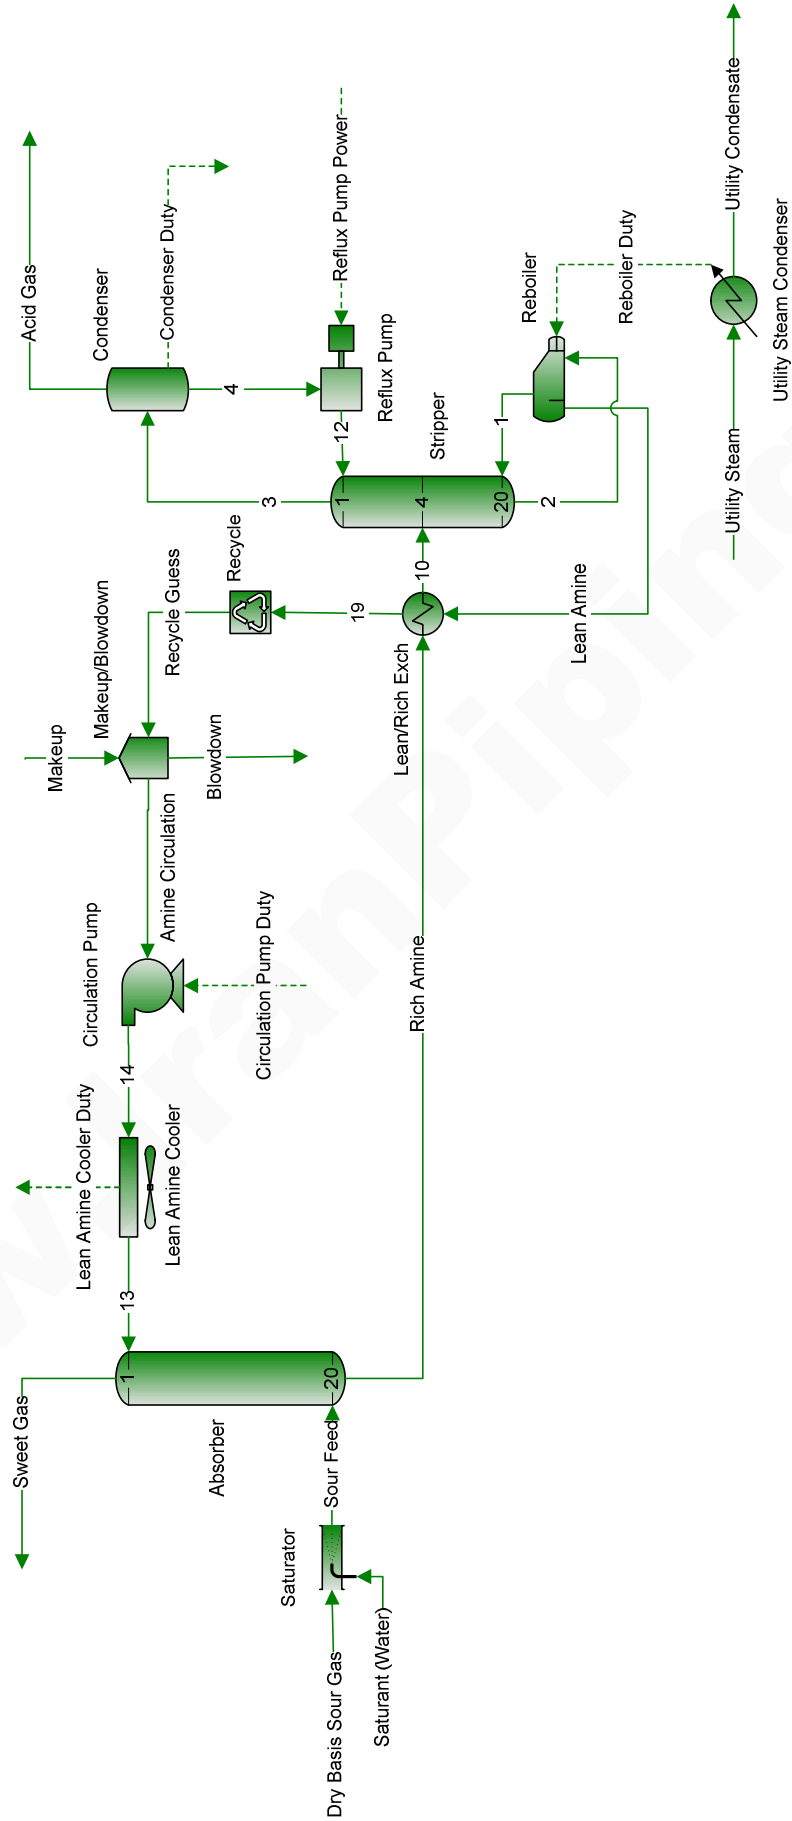 Sweet Gas
Absorber
1
20
Sour Feed
Saturator
Dry Basis Sour Gas
Saturant (Water)
13
Lean Amine Cooler Duty
Lean Amine Cooler
14
Circulation Pump
Circulation Pump Duty
Amine Circulation
Makeup
Makeup/Blowdown
Blowdown
Recycle Guess
Recycle
19
Lean/Rich Exch
Rich Amine
10
Lean Amine
Stripper
1
4
20
3
12
Acid Gas
Condenser
Condenser Duty
4
Reflux Pump
Reflux Pump Power
1
2
Reboiler
Reboiler Duty
Utility Steam
Utility Condensate
Utility Steam Condenser
w.IranPiping